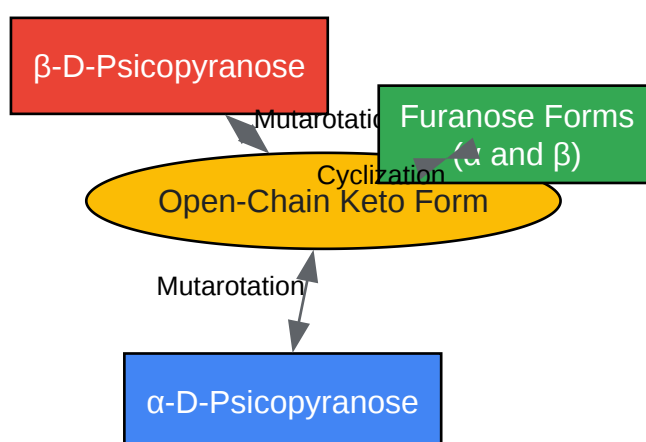 β-D-Psicopyranose
Mutarotatio
Furanose Forms
(α and β)
Cyclization
Open-Chain Keto Form
Mutarotation
α-D-Psicopyranose